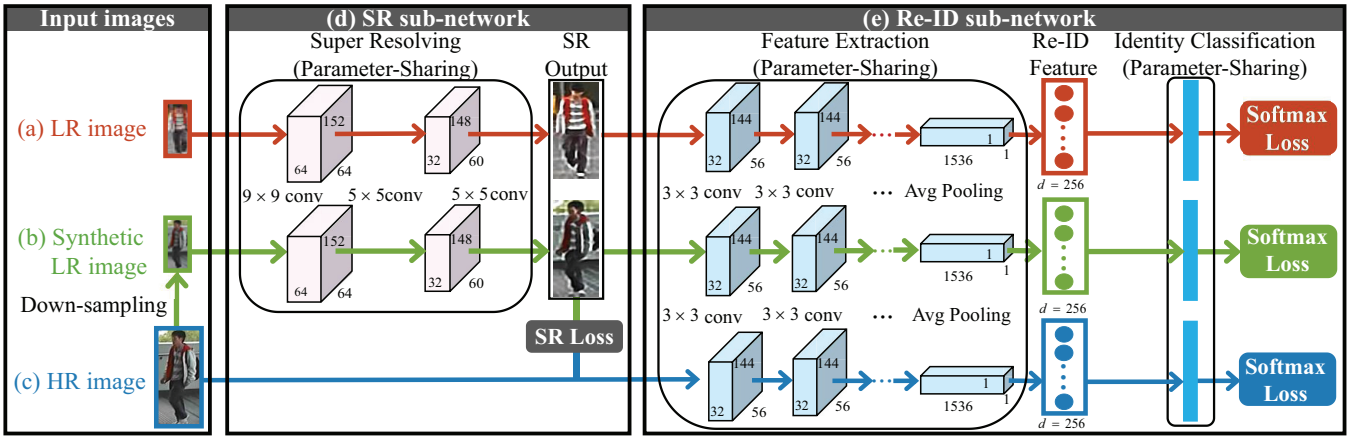 Input images
(d) SR sub-network
(e) Re-ID sub-network
Super Resolving
(Parameter-Sharing)
SR
Output
Feature Extraction
(Parameter-Sharing)
Re-ID
Feature
Identity Classification
(Parameter-Sharing)
(a) LR image
152
64
64
148
32
60
144
32
56
144
32
56
1
1536
1
d = 256
Softmax
Loss
9 × 9 conv
5 × 5 conv
5 × 5 conv
3 × 3 conv
3 × 3 conv
... Avg Pooling
(b) Synthetic
LR image
152
64
64
148
32
60
144
32
56
144
32
56
1
1536
1
d = 256
Softmax
Loss
Down-sampling
SR Loss
3 × 3 conv
3 × 3 conv
... Avg Pooling
(c) HR image
144
32
56
144
32
56
1
1536
1
d = 256
Softmax
Loss